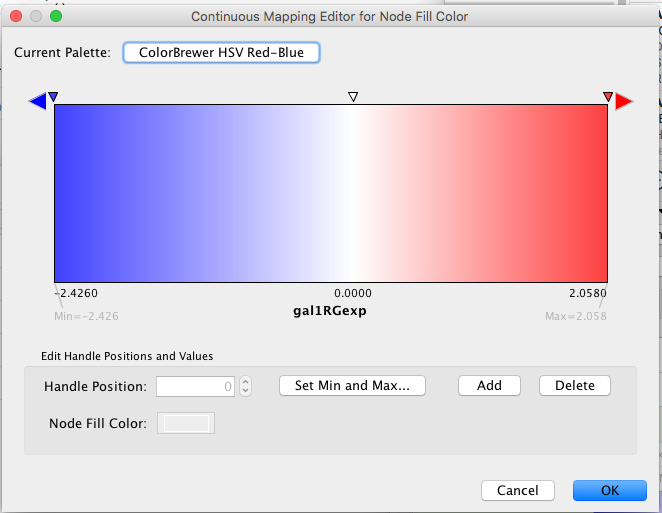 Continuous Mapping Editor for Node Fill Color
Current Palette: ColorBrewer HSV Red-Blue
-2.4260 0.0000 2.0580
Min=-2.426 gal1RGexp Max=2.058
Edit Handle Positions and Values
Handle Position: 0 Set Min and Max... Add Delete
Node Fill Color:
Cancel OK